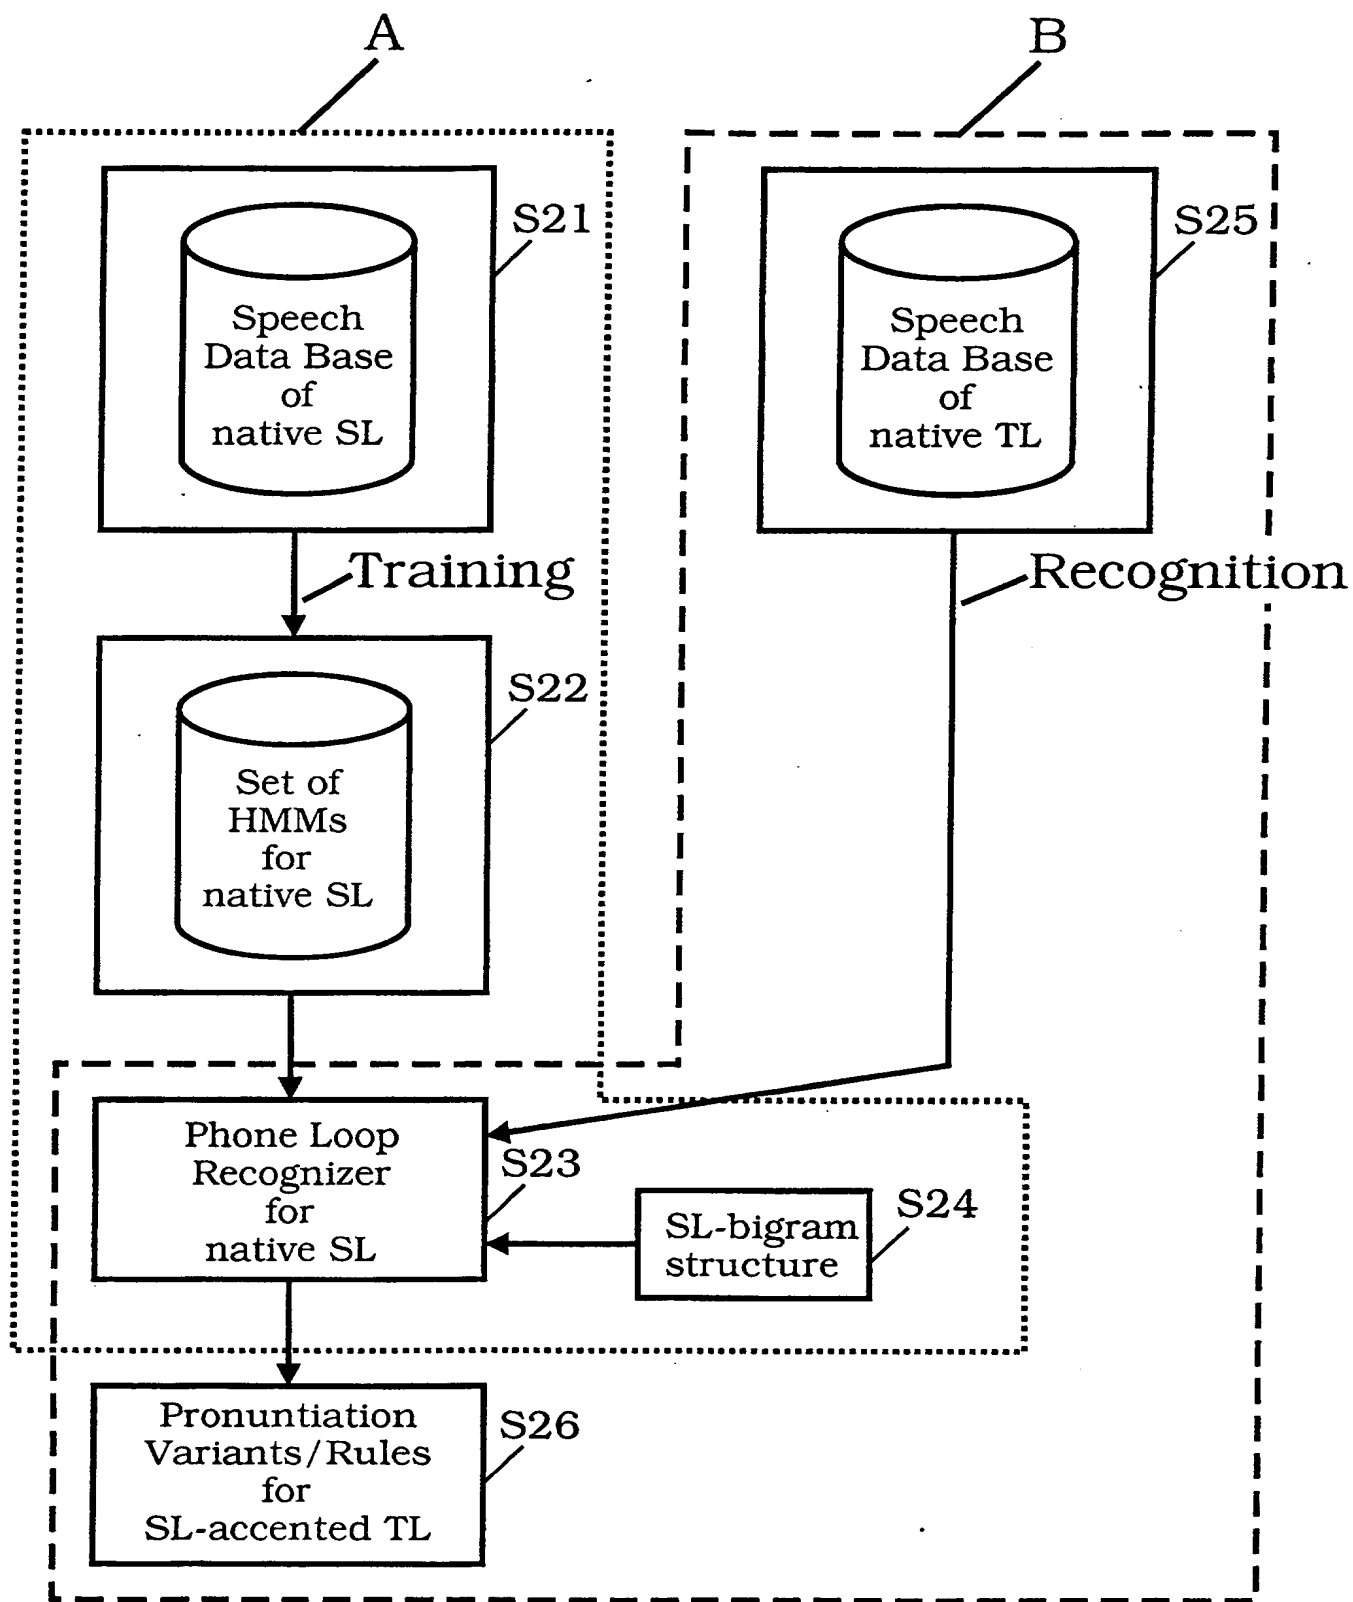 A
B
S21
Speech
Data Base
of
native SL
S25
Speech
Data Base
of
native TL
Training
Recognition
S22
Set of
HMMs
for
native SL
Phone Loop
Recognizer
for
native SL
S23
SL-bigram
structure
S24
Pronuntiation
Variants/Rules
for
SL-accented TL
S26